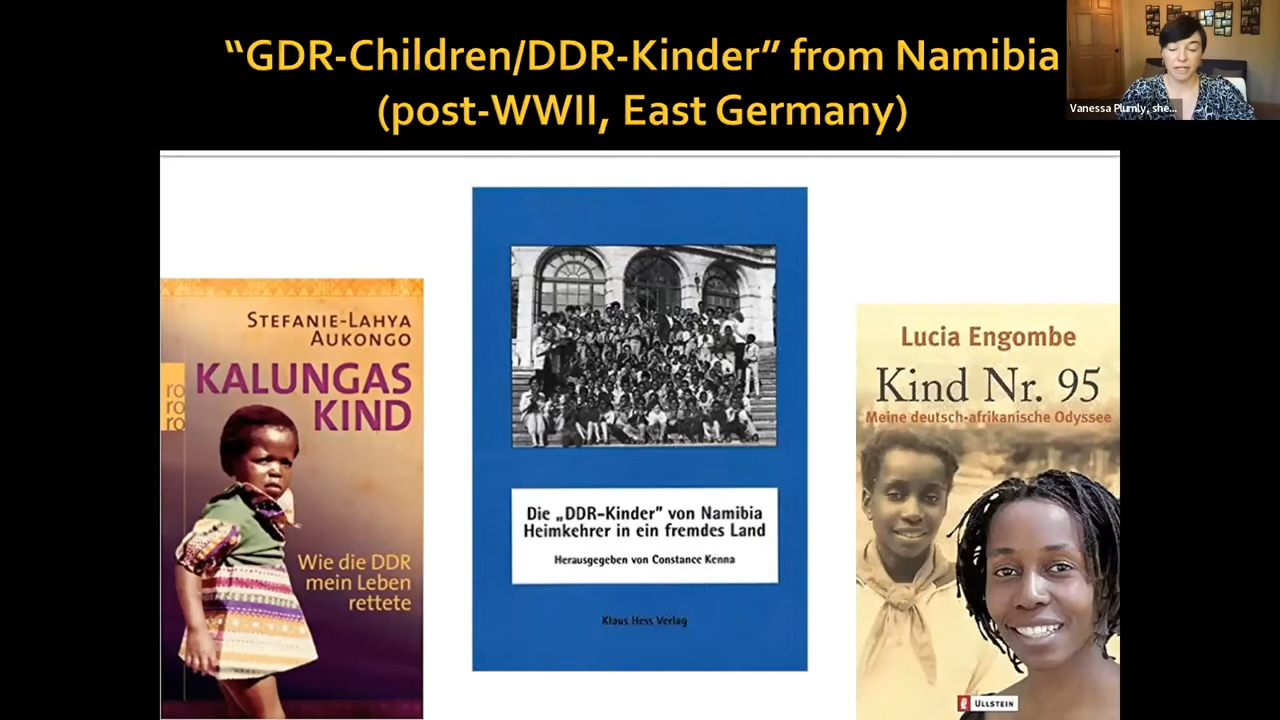 “GDR-Children/DDR-Kinder” from Namibia
(post-WWII, East Germany)
Vanessa Plumly, she...
STEFANIE-LAHYA
AUKONGO
KALUNGAS
KIND
ro
ro
ro
Wie die DDR
mein Leben
rettete
Die „DDR-Kinder” von Namibia
Heimkehrer in ein fremdes Land
Herausgegeben von Constance Kenna
Klaus Hess Verlag
Lucia Engombe
Kind Nr. 95
Meine deutsch-afrikanische Odyssee
ULLSTEIN